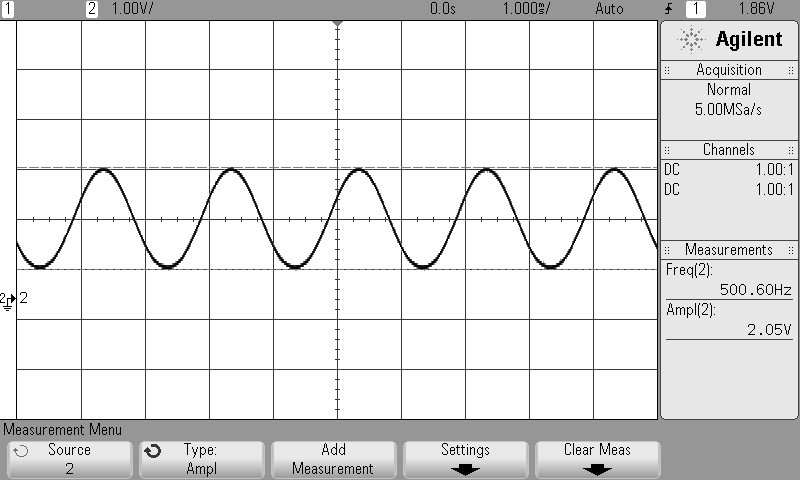 1 2 1.00V/ 0.0s 1.000ms/ Auto 1 1.86V
Agilent
Acquisition
Normal
5.00MSa/s
Channels
DC 1.00:1
DC 1.00:1
Measurements
Freq(2):
500.60Hz
Ampl(2):
2.05V
2 2
Measurement Menu
Source
2
Type:
Ampl
Add
Measurement
Settings
Clear Meas